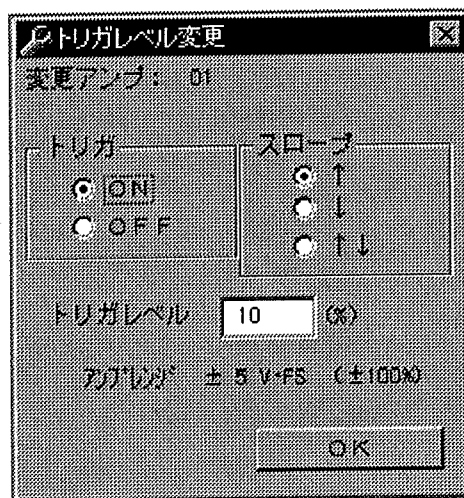 トリガレベル変更
変更アンプ: 01
トリガ
ON
OFF
スロープ
↑
↓
↑↓
トリガレベル 10 (%)
アンプレンジ ± 5 V-FS (±100%)
OK